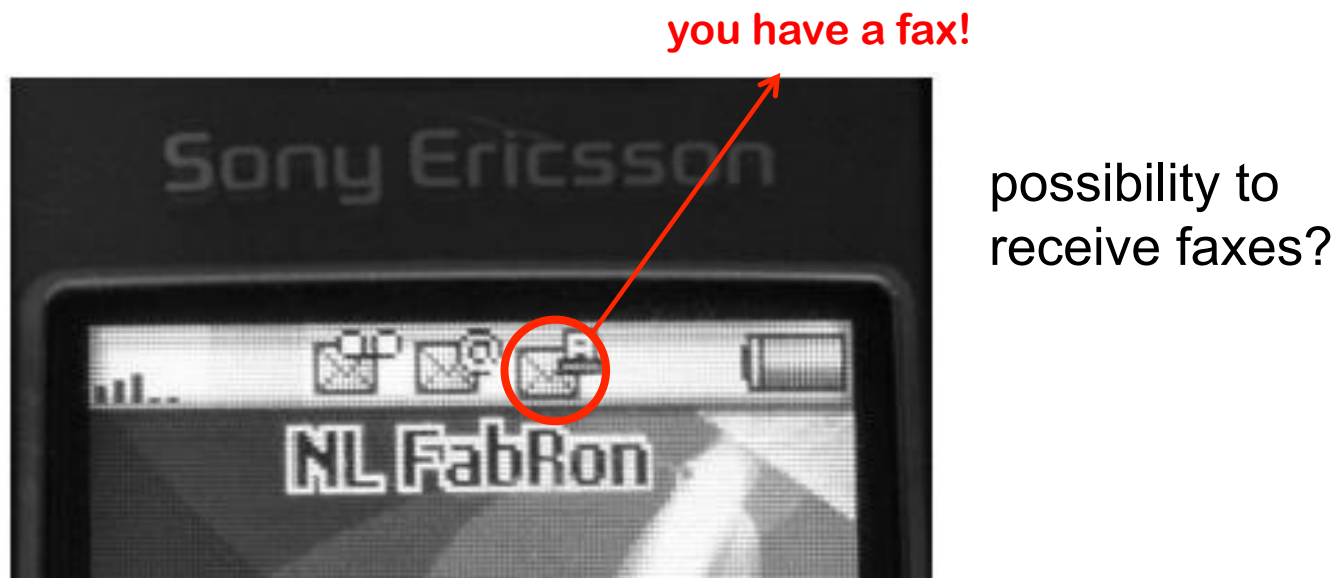 you have a fax!
Sony Ericsson
possibility to
receive faxes?
@
NL FabRon